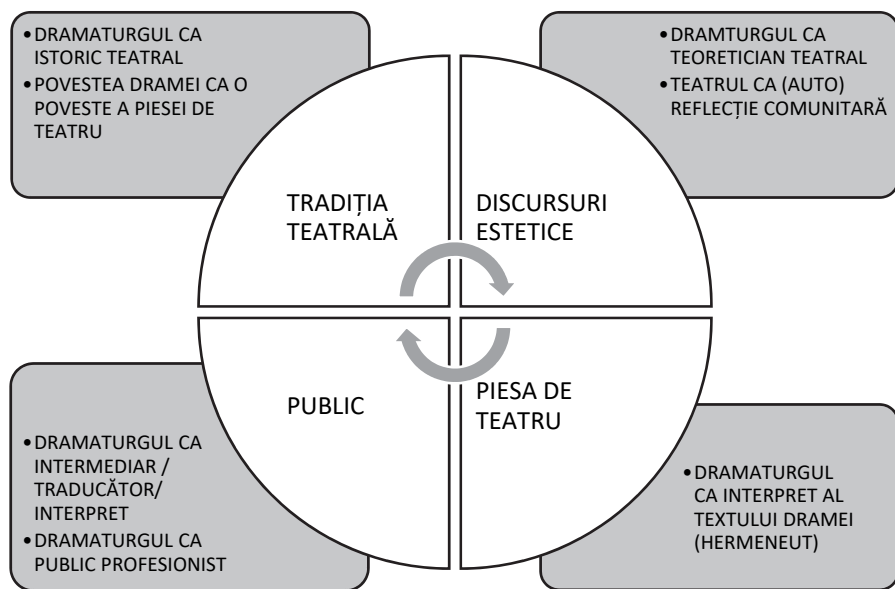 •DRAMATURGUL CA
ISTORIC TEATRAL
•POVESTEA DRAMEI CA O
POVESTE A PIESEI DE
TEATRU
•DRAMTURGUL CA
TEORETICIAN TEATRAL
•TEATRUL CA (AUTO)
REFLECȚIE COMUNITARĂ
TRADIȚIA
TEATRALĂ
DISCURSURI
ESTETICE
PUBLIC
PIESA DE
TEATRU
•DRAMATURGUL CA
INTERMEDIAR /
TRADUCĂTOR/
INTERPRET
•DRAMATURGUL CA
PUBLIC PROFESIONIST
•DRAMATURGUL
CA INTERPRET AL
TEXTULUI DRAMEI
(HERMENEUT)